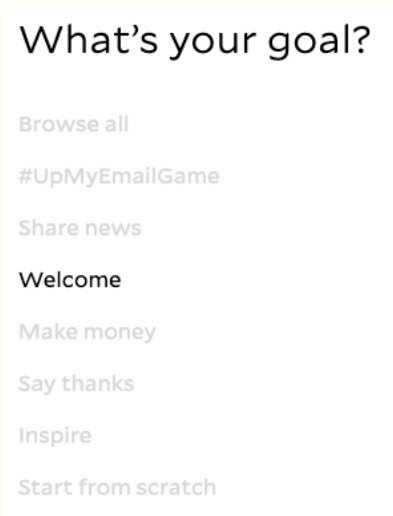 What's your goal?
Browse all
#UpMyEmailGame
Share news
Welcome
Make money
Say thanks
Inspire
Start from scratch